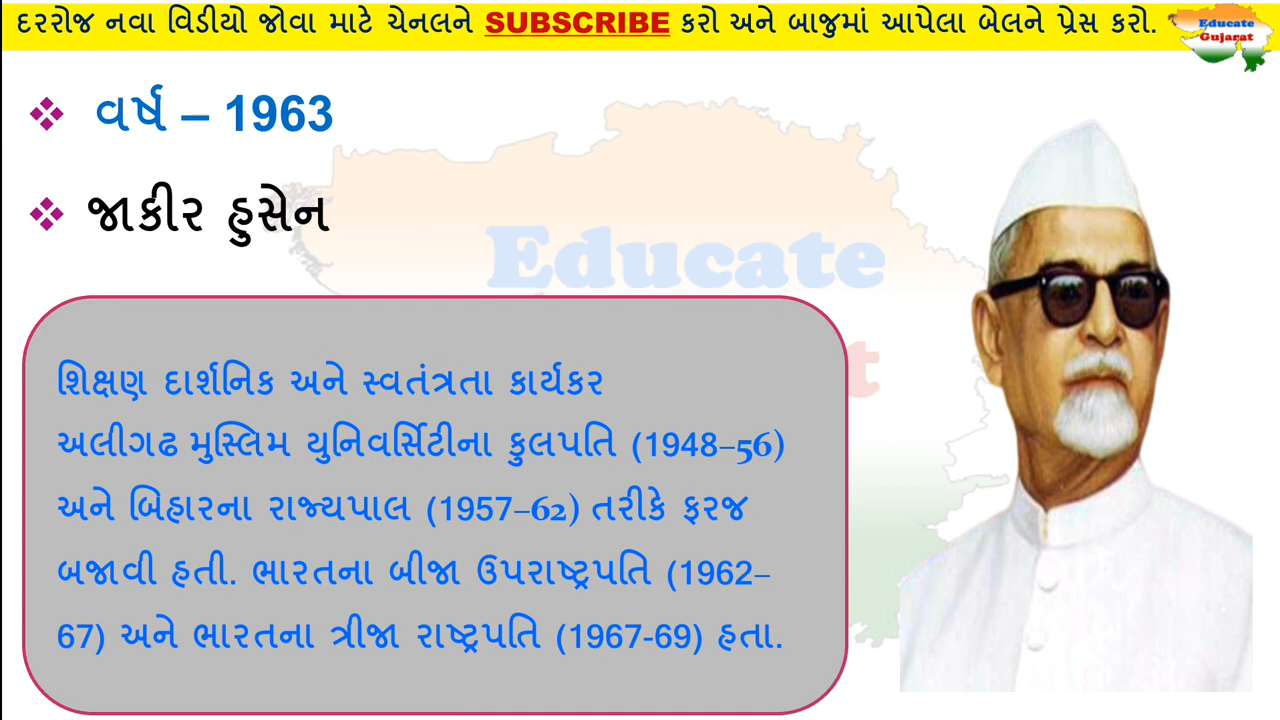 દરરોજ નવા વિડીયો જોવા માટે ચેનલને SUBSCRIBE કરો અને બાજુમાં આપેલા બેલને પ્રેસ કરો.
Educate
Gujarat
વર્ષ – 1963
જાકીર હુસેન
Educate
શિક્ષણ દાર્શનિક અને સ્વતંત્રતા કાર્યકર
અલીગઢ મુસ્લિમ યુનિવર્સિટીના કુલપતિ (1948–56)
અને બિહારના રાજ્યપાલ (1957–62) તરીકે ફરજ
બજાવી હતી. ભારતના બીજા ઉપરાષ્ટ્રપતિ (1962–
67) અને ભારતના ત્રીજા રાષ્ટ્રપતિ (1967-69) હતા.